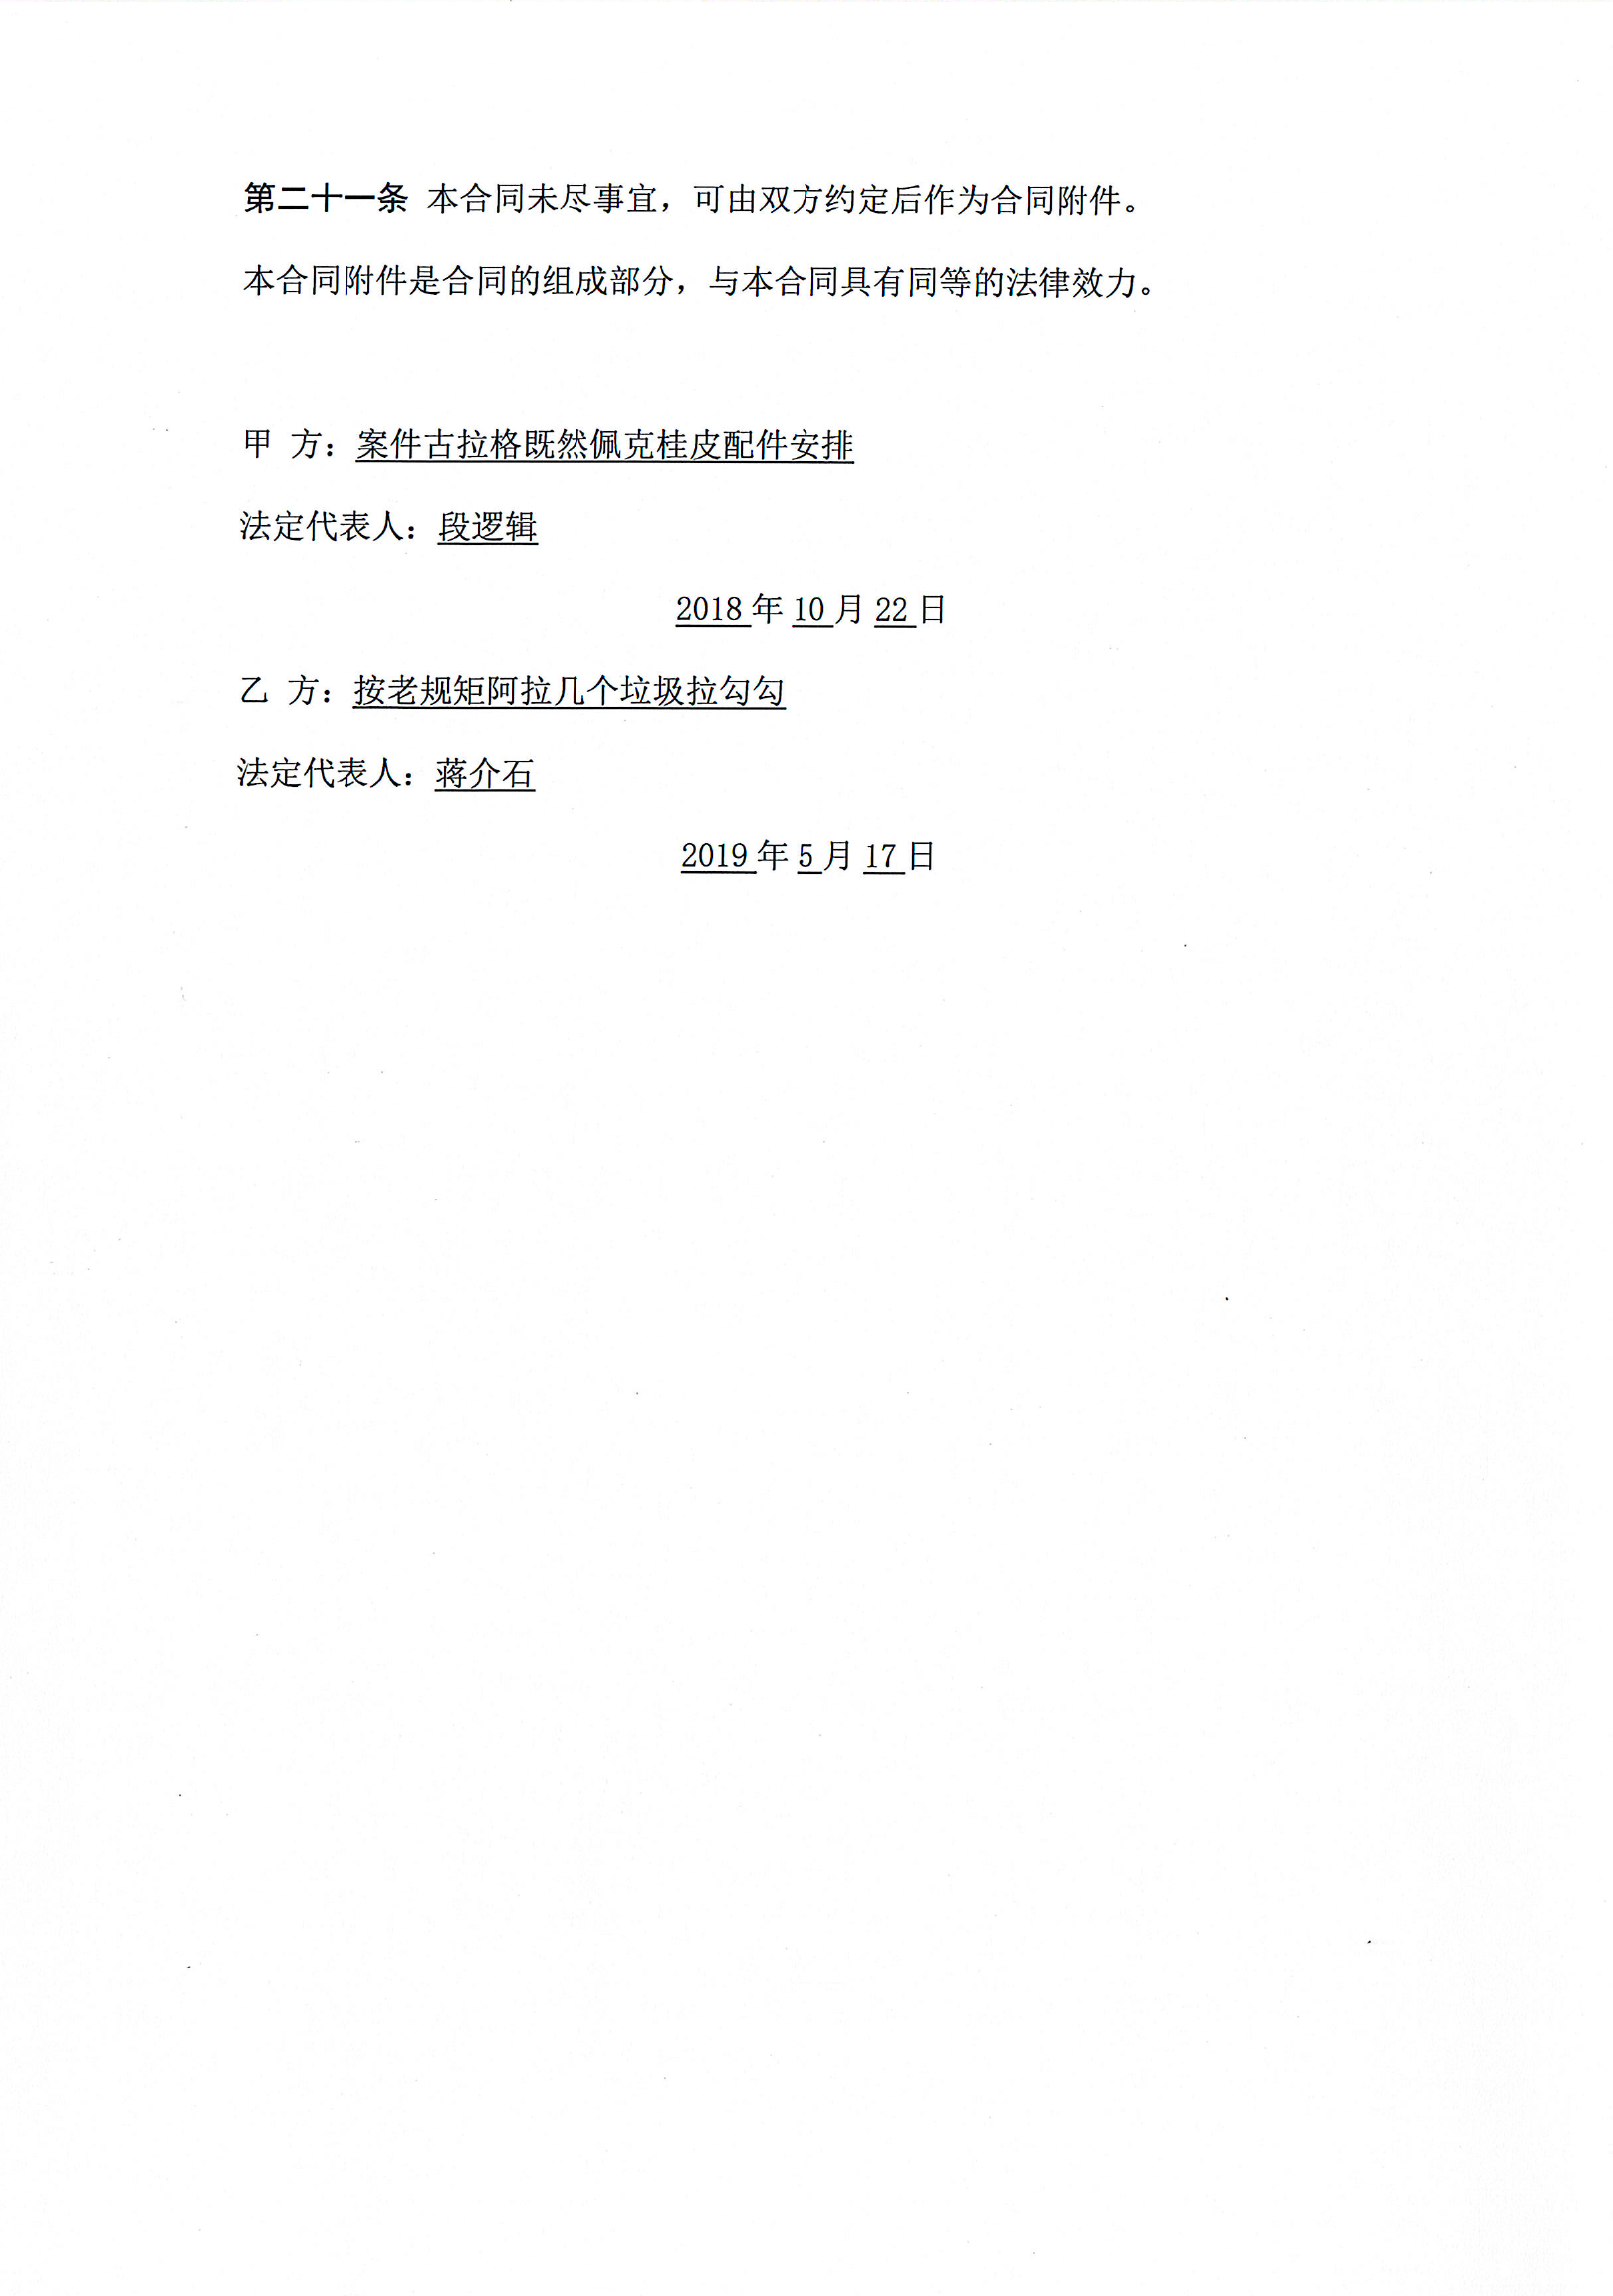 第二十一条 本合同未尽事宜，可由双方约定后作为合同附件。
本合同附件是合同的组成部分，与本合同具有同等的法律效力。
甲 方：案件古拉格既然佩克桂皮配件安排
法定代表人：段逻辑
2018 年 10 月 22 日
乙 方：按老规矩阿拉几个垃圾拉勾勾
法定代表人：蒋介石
2019 年 5 月 17 日